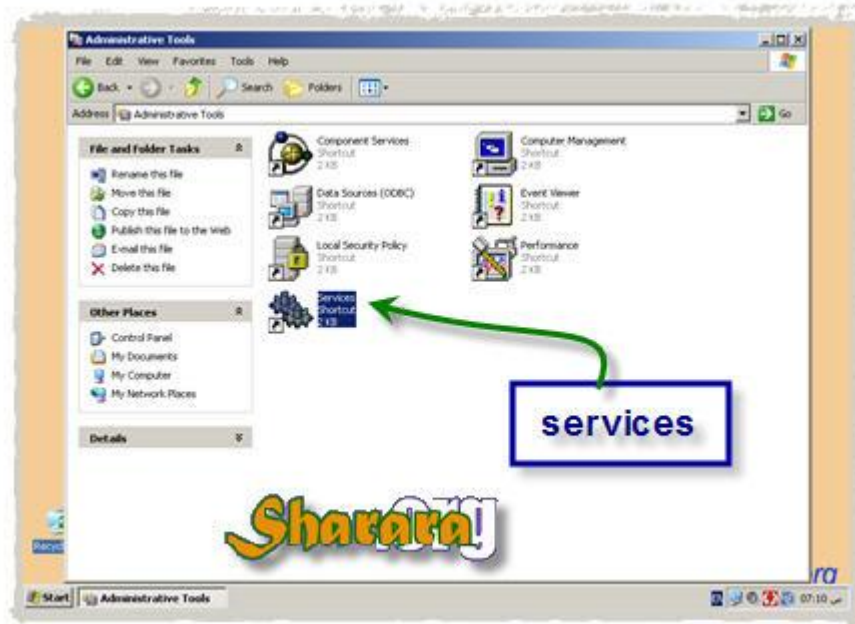 Administrative Tools
File Edit View Favorites Tools Help
Back Search Folders
Address Administrative Tools Go
File and Folder Tasks
Rename this file
Move this file
Copy this file
Publish this file to the Web
E-mail this file
Delete this file
Other Places
Control Panel
My Documents
My Computer
My Network Places
Details
Component Services
Shortcut
2 KB
Computer Management
Shortcut
2 KB
Data Sources (ODBC)
Shortcut
2 KB
Event Viewer
Shortcut
2 KB
Local Security Policy
Shortcut
2 KB
Performance
Shortcut
2 KB
Services
Shortcut
2 KB
services
Sharara.org
rg
Start Administrative Tools 07:10 ص